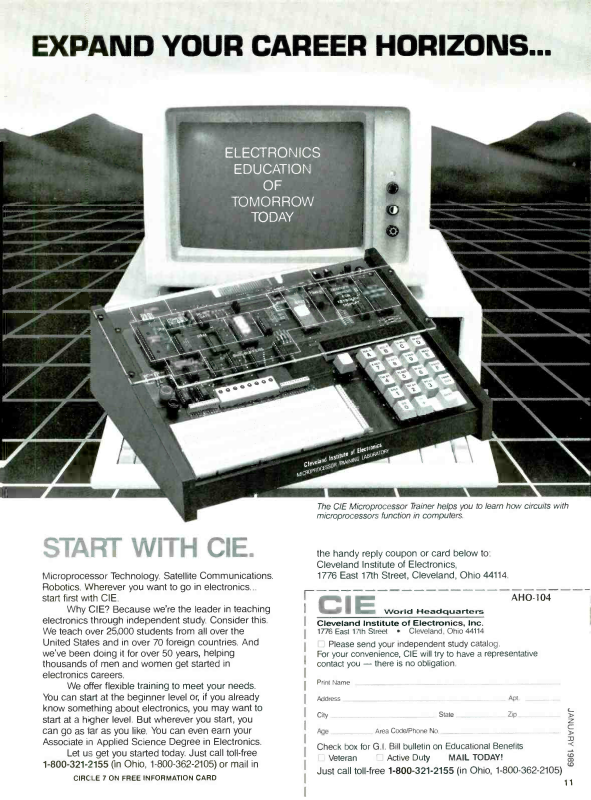 EXPAND YOUR CAREER HORIZONS...
ELECTRONICS
EDUCATION
OF
TOMORROW
TODAY
Cleveland Institute of Electronics
MICROPROCESSOR TRAINING LABORATORY
The CIE Microprocessor Trainer helps you to learn how circuits with
microprocessors function in computers.
START WITH CIE.
Microprocessor Technology. Satellite Communications.
Robotics. Wherever you want to go in electronics...
start first with CIE.
Why CIE? Because we're the leader in teaching
electronics through independent study. Consider this.
We teach over 25,000 students from all over the
United States and in over 70 foreign countries. And
we've been doing it for over 50 years, helping
thousands of men and women get started in
electronics careers.
We offer flexible training to meet your needs.
You can start at the beginner level or, if you already
know something about electronics, you may want to
start at a higher level. But wherever you start, you
can go as far as you like. You can even earn your
Associate in Applied Science Degree in Electronics.
Let us get you started today. Just call toll-free
1-800-321-2155 (in Ohio, 1-800-362-2105) or mail in
CIRCLE 7 ON FREE INFORMATION CARD
the handy reply coupon or card below to:
Cleveland Institute of Electronics,
1776 East 17th Street, Cleveland, Ohio 44114.
AHO-104
CIE World Headquarters
Cleveland Institute of Electronics, Inc.
1776 East 17th Street • Cleveland, Ohio 44114
Please send your independent study catalog.
For your convenience, CIE will try to have a representative
contact you — there is no obligation.
Print Name
Address Apt.
City State Zip
Age Area Code/Phone No.
Check box for G.I. Bill bulletin on Educational Benefits
Veteran Active Duty MAIL TODAY!
Just call toll-free 1-800-321-2155 (in Ohio, 1-800-362-2105)
JANUARY 1989
11